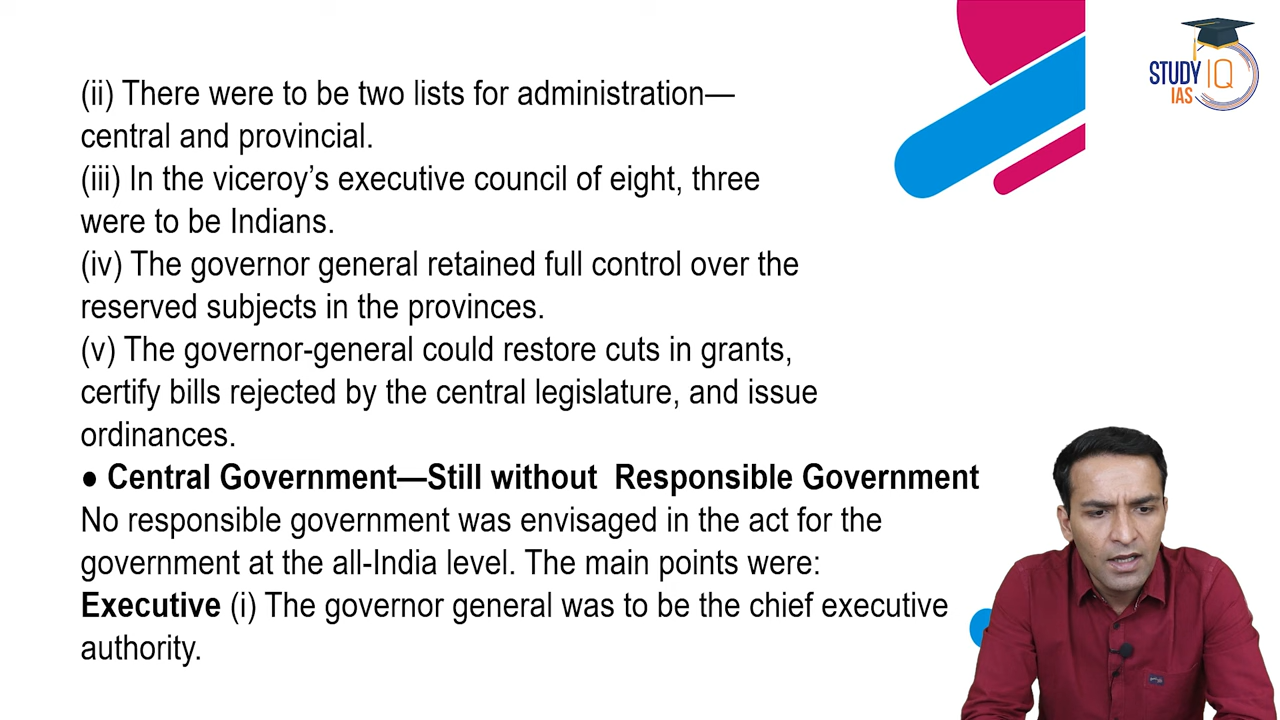 (ii) There were to be two lists for administration—
central and provincial.
(iii) In the viceroy’s executive council of eight, three
were to be Indians.
(iv) The governor general retained full control over the
reserved subjects in the provinces.
(v) The governor-general could restore cuts in grants,
certify bills rejected by the central legislature, and issue
ordinances.
● Central Government—Still without Responsible Government
No responsible government was envisaged in the act for the
government at the all-India level. The main points were:
Executive (i) The governor general was to be the chief executive
authority.
STUDY IQ
IAS